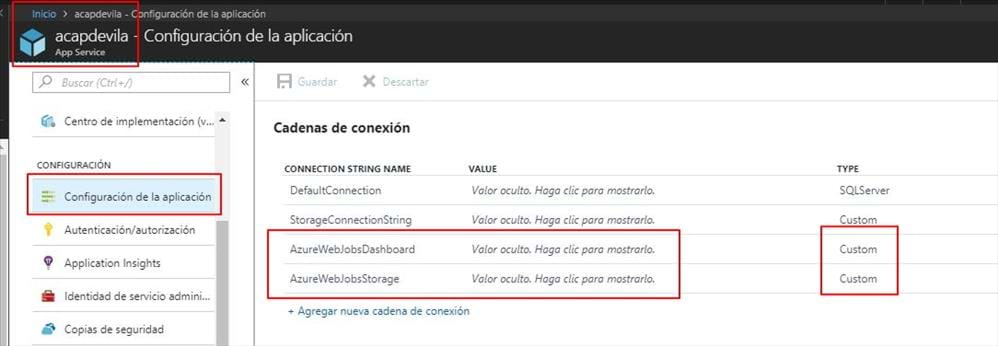 Inicio > acapdevila - Configuración de la aplicación
acapdevila - Configuración de la aplicación
App Service
Buscar (Ctrl+/)
«
Guardar
Descartar
Centro de implementación (v...
CONFIGURACIÓN
Configuración de la aplicación
Autenticación/autorización
Application Insights
Identidad de servicio admini...
Copias de seguridad
Cadenas de conexión
CONNECTION STRING NAME VALUE TYPE
DefaultConnection Valor oculto. Haga clic para mostrarlo. SQLServer
StorageConnectionString Valor oculto. Haga clic para mostrarlo. Custom
AzureWebJobsDashboard Valor oculto. Haga clic para mostrarlo. Custom
AzureWebJobsStorage Valor oculto. Haga clic para mostrarlo. Custom
+ Agregar nueva cadena de conexión